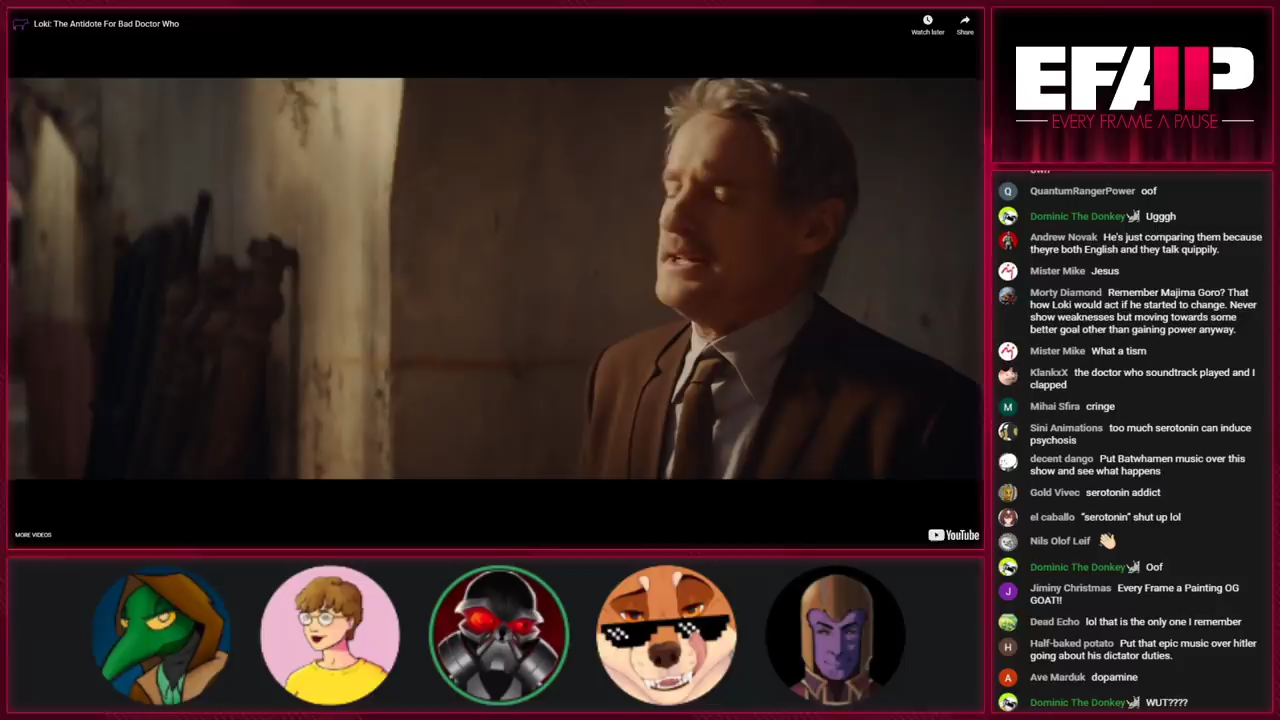 Loki: The Antidote For Bad Doctor Who
Watch later
Share
MORE VIDEOS
YouTube
EFAP
EVERY FRAME A PAUSE
Q QuantumRangerPower oof
Dominic The Donkey Ugggh
Andrew Novak He's just comparing them because
theyre both English and they talk quippily.
Mister Mike Jesus
Morty Diamond Remember Majima Goro? That
how Loki would act if he started to change. Never
show weaknesses but moving towards some
better goal other than gaining power anyway.
Mister Mike What a tism
KlankxX the doctor who soundtrack played and I
clapped
M Mihai Sfira cringe
Sini Animations too much serotonin can induce
psychosis
decent dango Put Batwhamen music over this
show and see what happens
Gold Vivec serotonin addict
el caballo "serotonin" shut up lol
Nils Olof Leif
Dominic The Donkey Oof
J Jiminy Christmas Every Frame a Painting OG
GOAT!!
Dead Echo lol that is the only one I remember
H Half-baked potato Put that epic music over hitler
going about his dictator duties.
A Ave Marduk dopamine
Dominic The Donkey WUT????